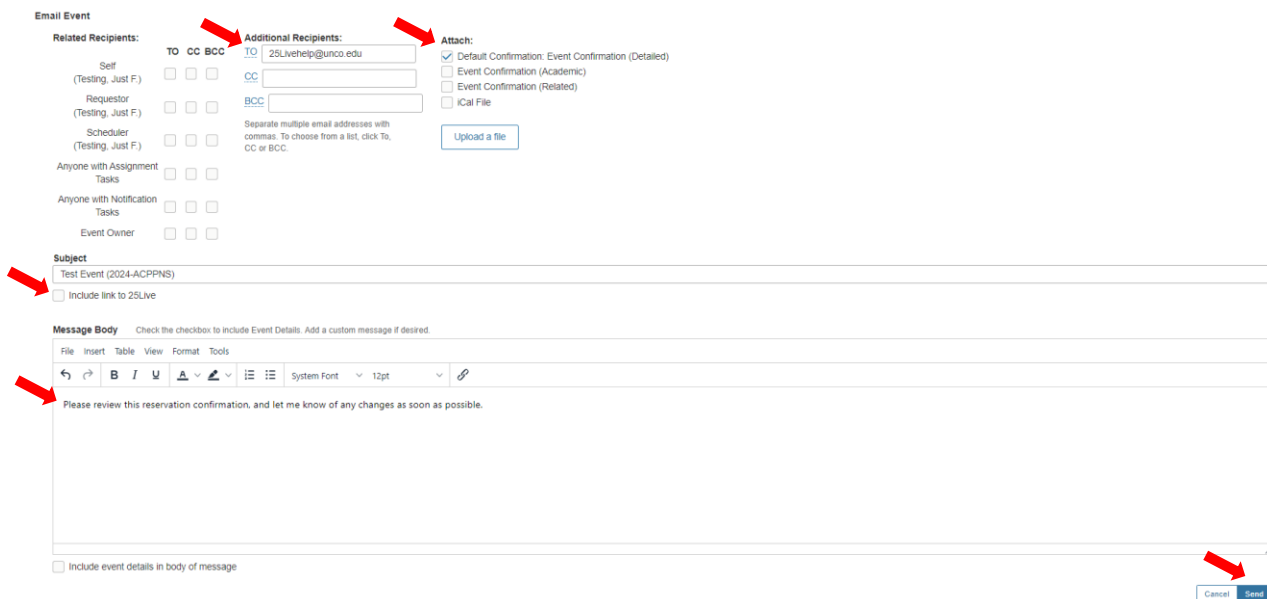 Email Event
Related Recipients:
TO CC BCC
Self
(Testing, Just F.)
Requestor
(Testing, Just F.)
Scheduler
(Testing, Just F.)
Anyone with Assignment
Tasks
Anyone with Notification
Tasks
Event Owner
Additional Recipients:
TO 25Livehelp@unco.edu
CC
BCC
Separate multiple email addresses with
commas. To choose from a list, click To,
CC or BCC.
Attach:
Default Confirmation: Event Confirmation (Detailed)
Event Confirmation (Academic)
Event Confirmation (Related)
iCal File
Upload a file
Subject
Test Event (2024-ACPPNS)
Include link to 25Live
Message Body Check the checkbox to include Event Details. Add a custom message if desired.
File Insert Table View Format Tools
B I U A System Font 12pt
Please review this reservation confirmation, and let me know of any changes as soon as possible.
Include event details in body of message
Cancel Send